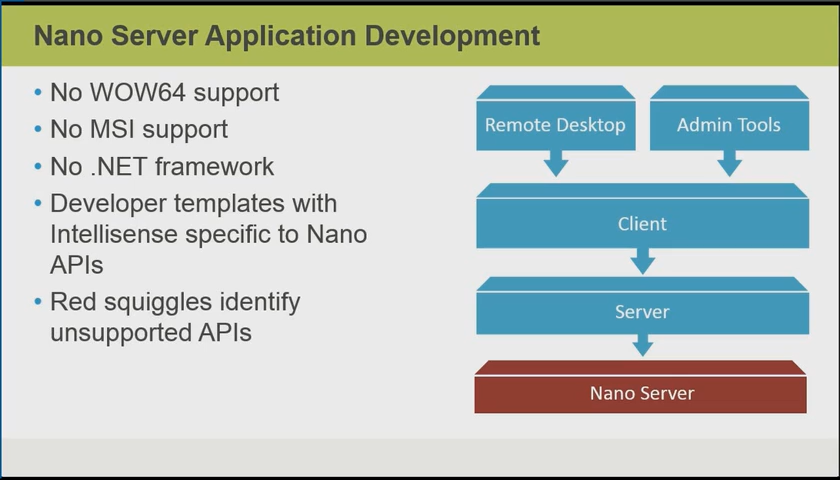 Nano Server Application Development
• No WOW64 support
• No MSI support
• No .NET framework
• Developer templates with
Intellisense specific to Nano
APIs
• Red squiggles identify
unsupported APIs
Remote Desktop
Admin Tools
Client
Server
Nano Server